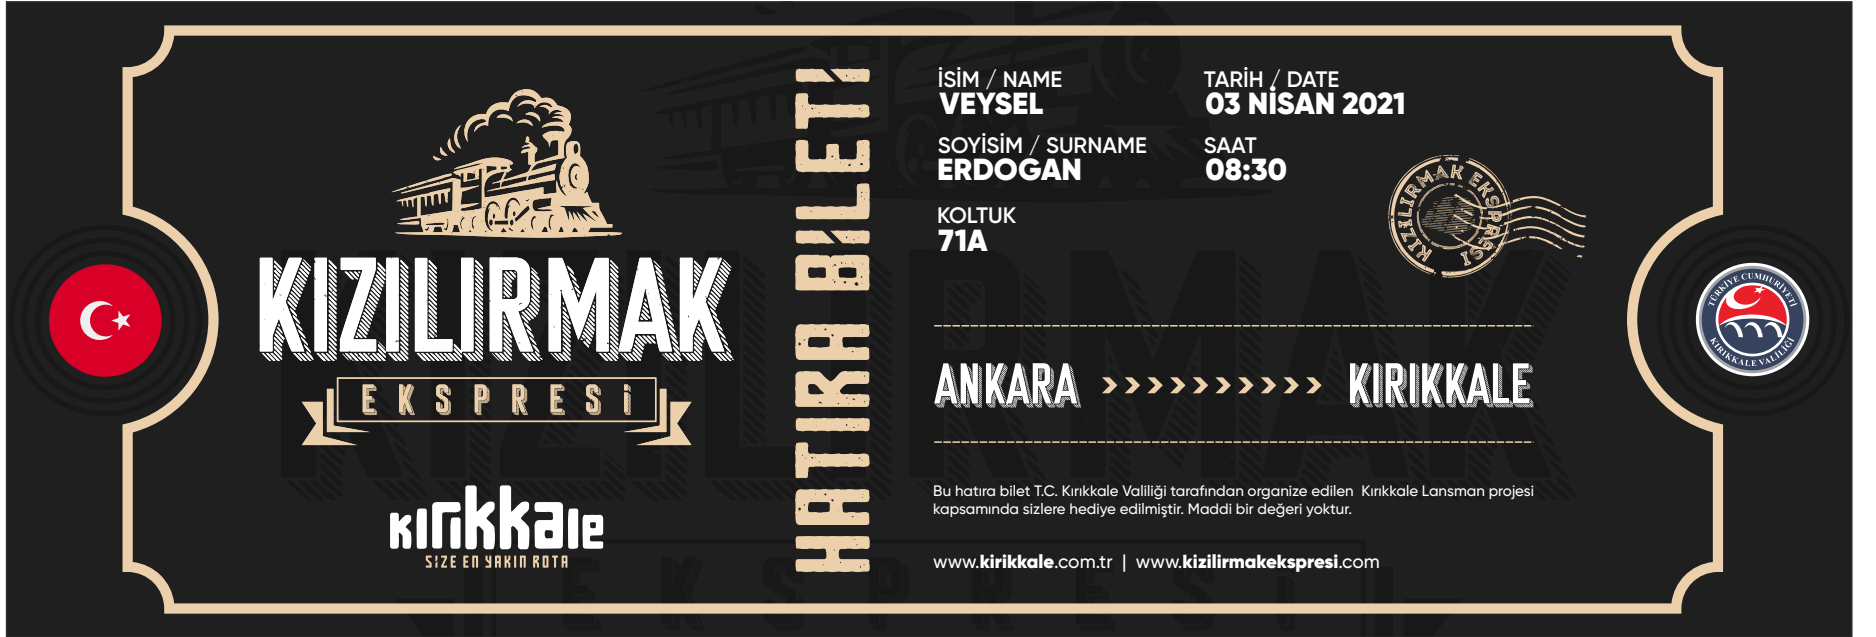 KIZILIRMAK
EKSPRESİ
kırıkkale
SİZE EN YAKIN ROTA
HATIRA BİLETİ
İSİM / NAME
VEYSEL
TARİH / DATE
03 NİSAN 2021
SOYİSİM / SURNAME
ERDOGAN
SAAT
08:30
KOLTUK
71A
KIZILIRMAK EKSPRESİ
ANKARA >>>>>>>>>> KIRIKKALE
Bu hatıra bilet T.C. Kırıkkale Valiliği tarafından organize edilen Kırıkkale Lansman projesi
kapsamında sizlere hediye edilmiştir. Maddi bir değeri yoktur.
www.kirikkale.com.tr | www.kizilirmakekspresi.com
TÜRKİYE CUMHURİYETİ
KIRIKKALE VALİLİĞİ
KIZILIRMAK
EKSPRESİ